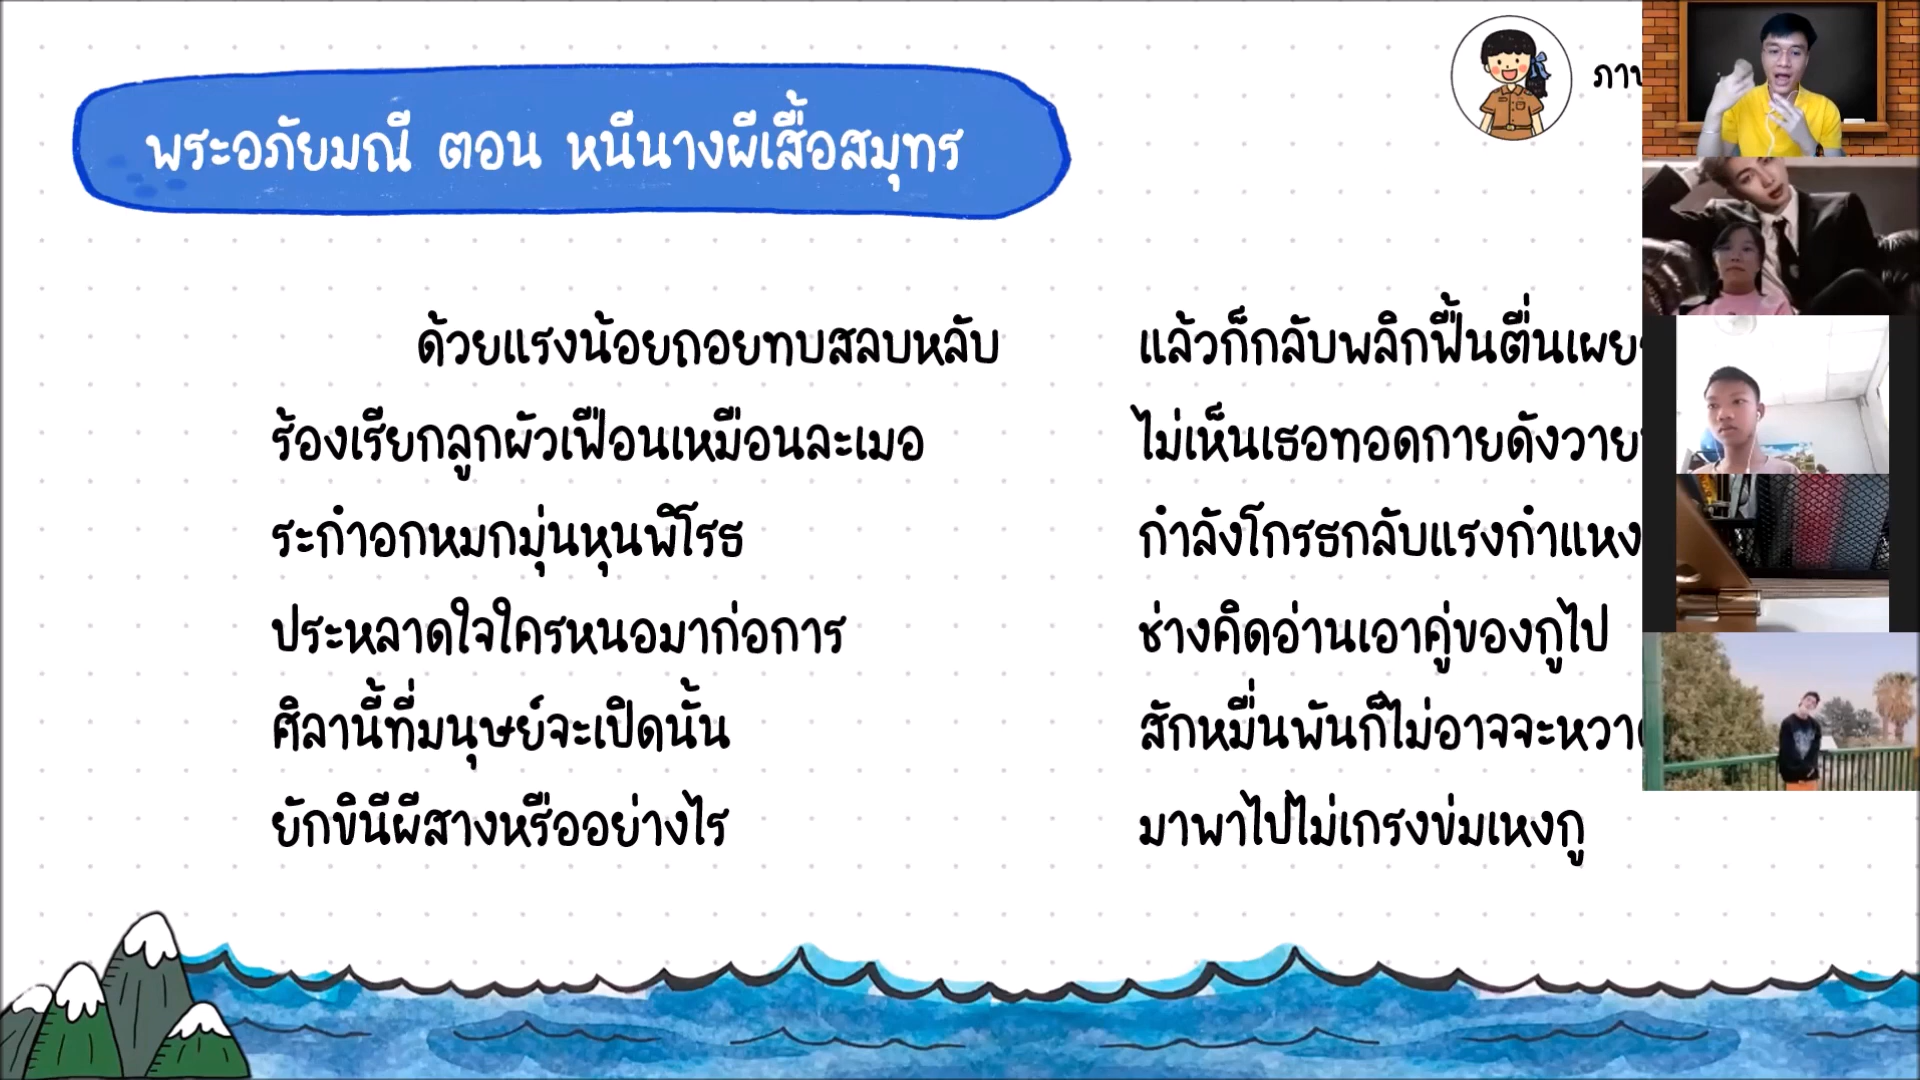 พระอภัยมณี ตอน หนีนางผีเสื้อสมุทร
ด้วยแรงน้อยถอยทบสลบหลับ แล้วก็กลับพลิกฟื้นตื่นเผย
ร้องเรียกลูกผัวเฟือนเหมือนละเมอ ไม่เห็นเธอทอดกายดังวาย
ระกำอกหมกมุ่นหุนพิโรธ กำลังโกรธกลับแรงกำแหง
ประหลาดใจใครหนอมาก่อการ ช่างคิดอ่านเอาคู่ของกูไป
ศิลานี้ที่มนุษย์จะเปิดนั้น สักหมื่นพันก็ไม่อาจจะหวา
ยักขินีผีสางหรืออย่างไร มาพาไปไม่เกรงข่มเหงกู